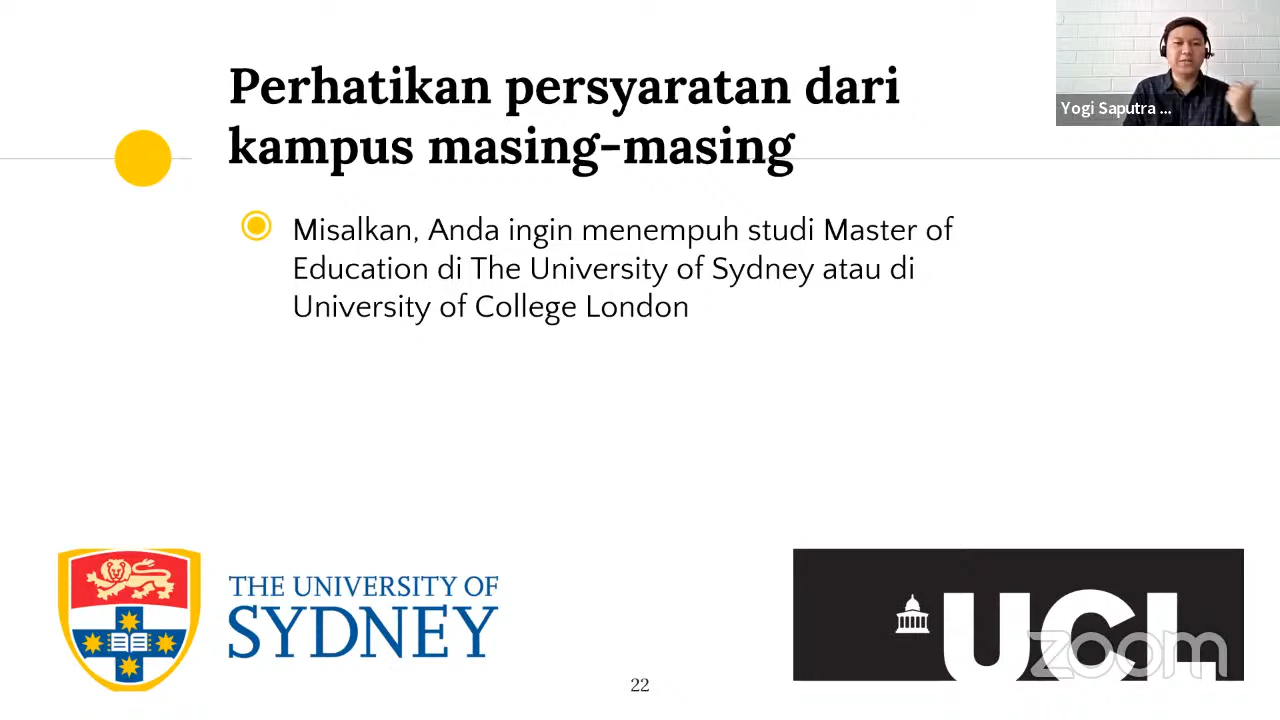 Perhatikan persyaratan dari
kampus masing-masing
Yogi Saputra ...
Misalkan, Anda ingin menempuh studi Master of
Education di The University of Sydney atau di
University of College London
THE UNIVERSITY OF
SYDNEY
UCL
zoom
22